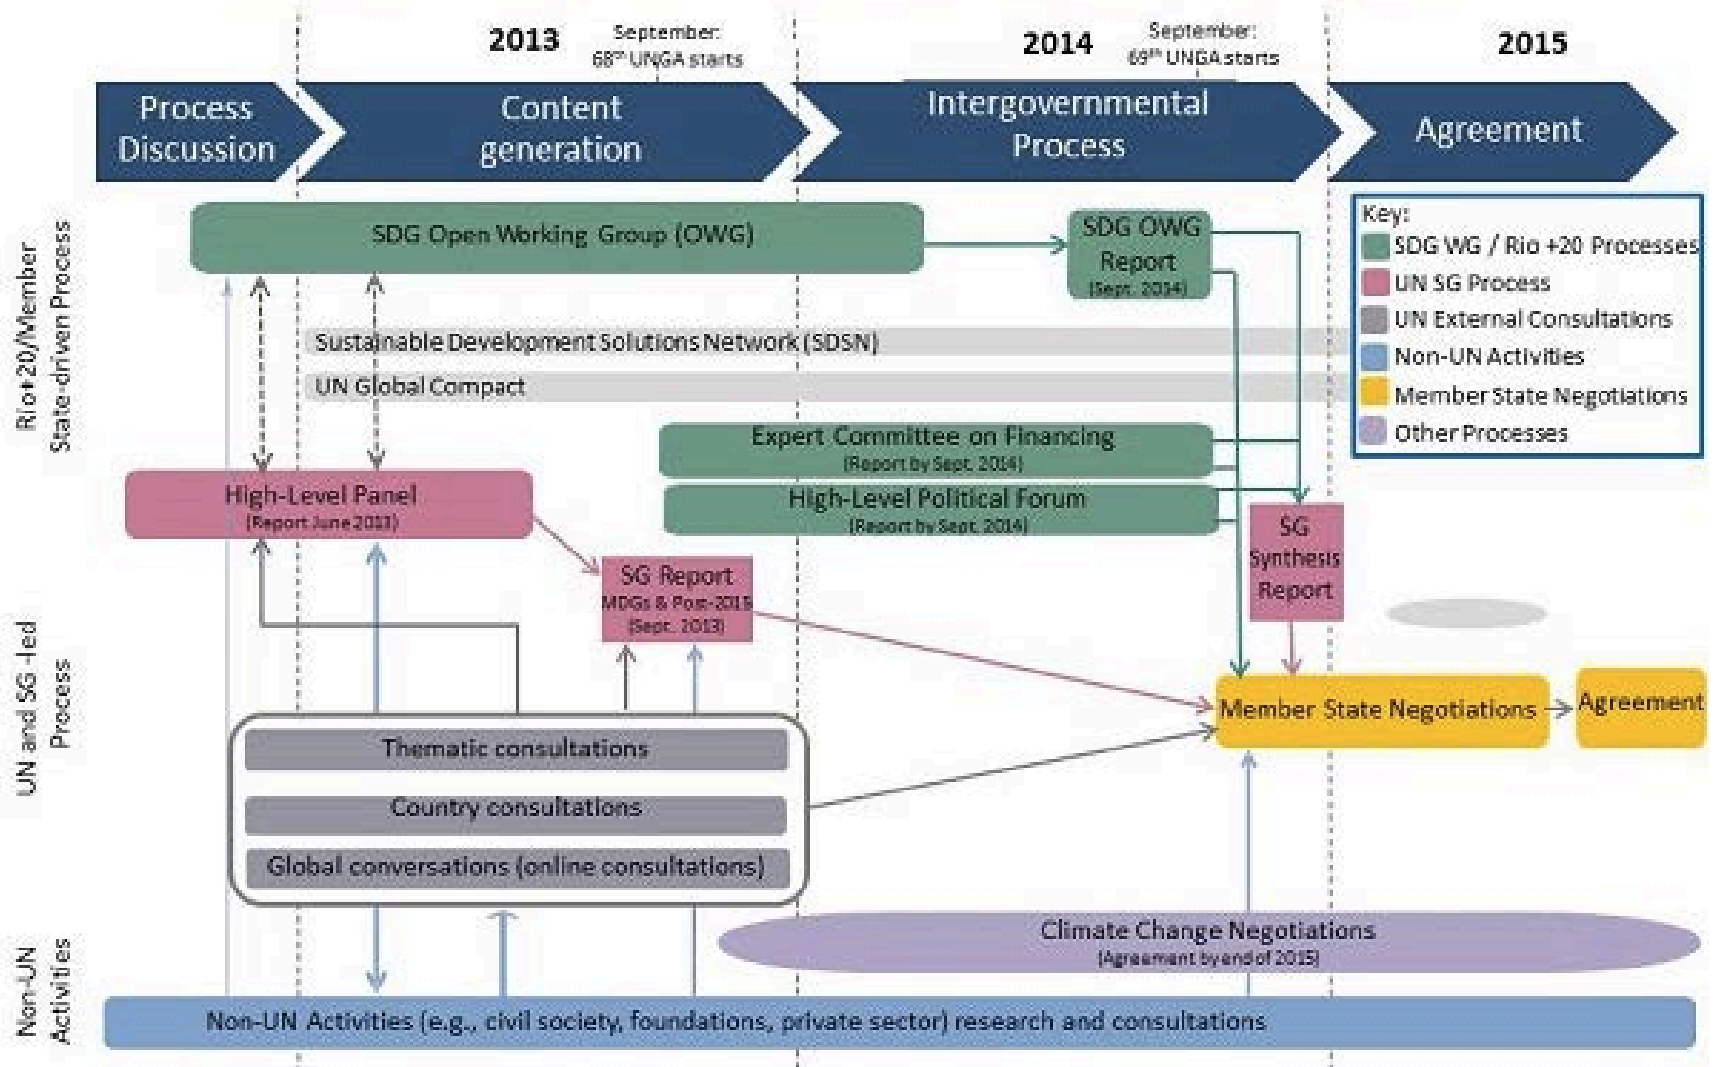 2013
September:
68th UNGA starts
2014
September:
69th UNGA starts
2015
Process
Discussion
Content
generation
Intergovernmental
Process
Agreement
Rio+20/Member
State-driven Process
SDG Open Working Group (OWG)
SDG OWG
Report
(Sept. 2014)
Key:
SDG WG / Rio +20 Processes
UN SG Process
UN External Consultations
Non-UN Activities
Member State Negotiations
Other Processes
Sustainable Development Solutions Network (SDSN)
UN Global Compact
Expert Committee on Financing
(Report by Sept. 2014)
High-Level Political Forum
(Report by Sept. 2014)
High-Level Panel
(Report June 2013)
SG Report
MDGs & Post-2015
(Sept. 2013)
SG
Synthesis
Report
UN and SG -led
Process
Member State Negotiations
Agreement
Thematic consultations
Country consultations
Global conversations (online consultations)
Non-UN
Activities
Climate Change Negotiations
(Agreement by end of 2015)
Non-UN Activities (e.g., civil society, foundations, private sector) research and consultations